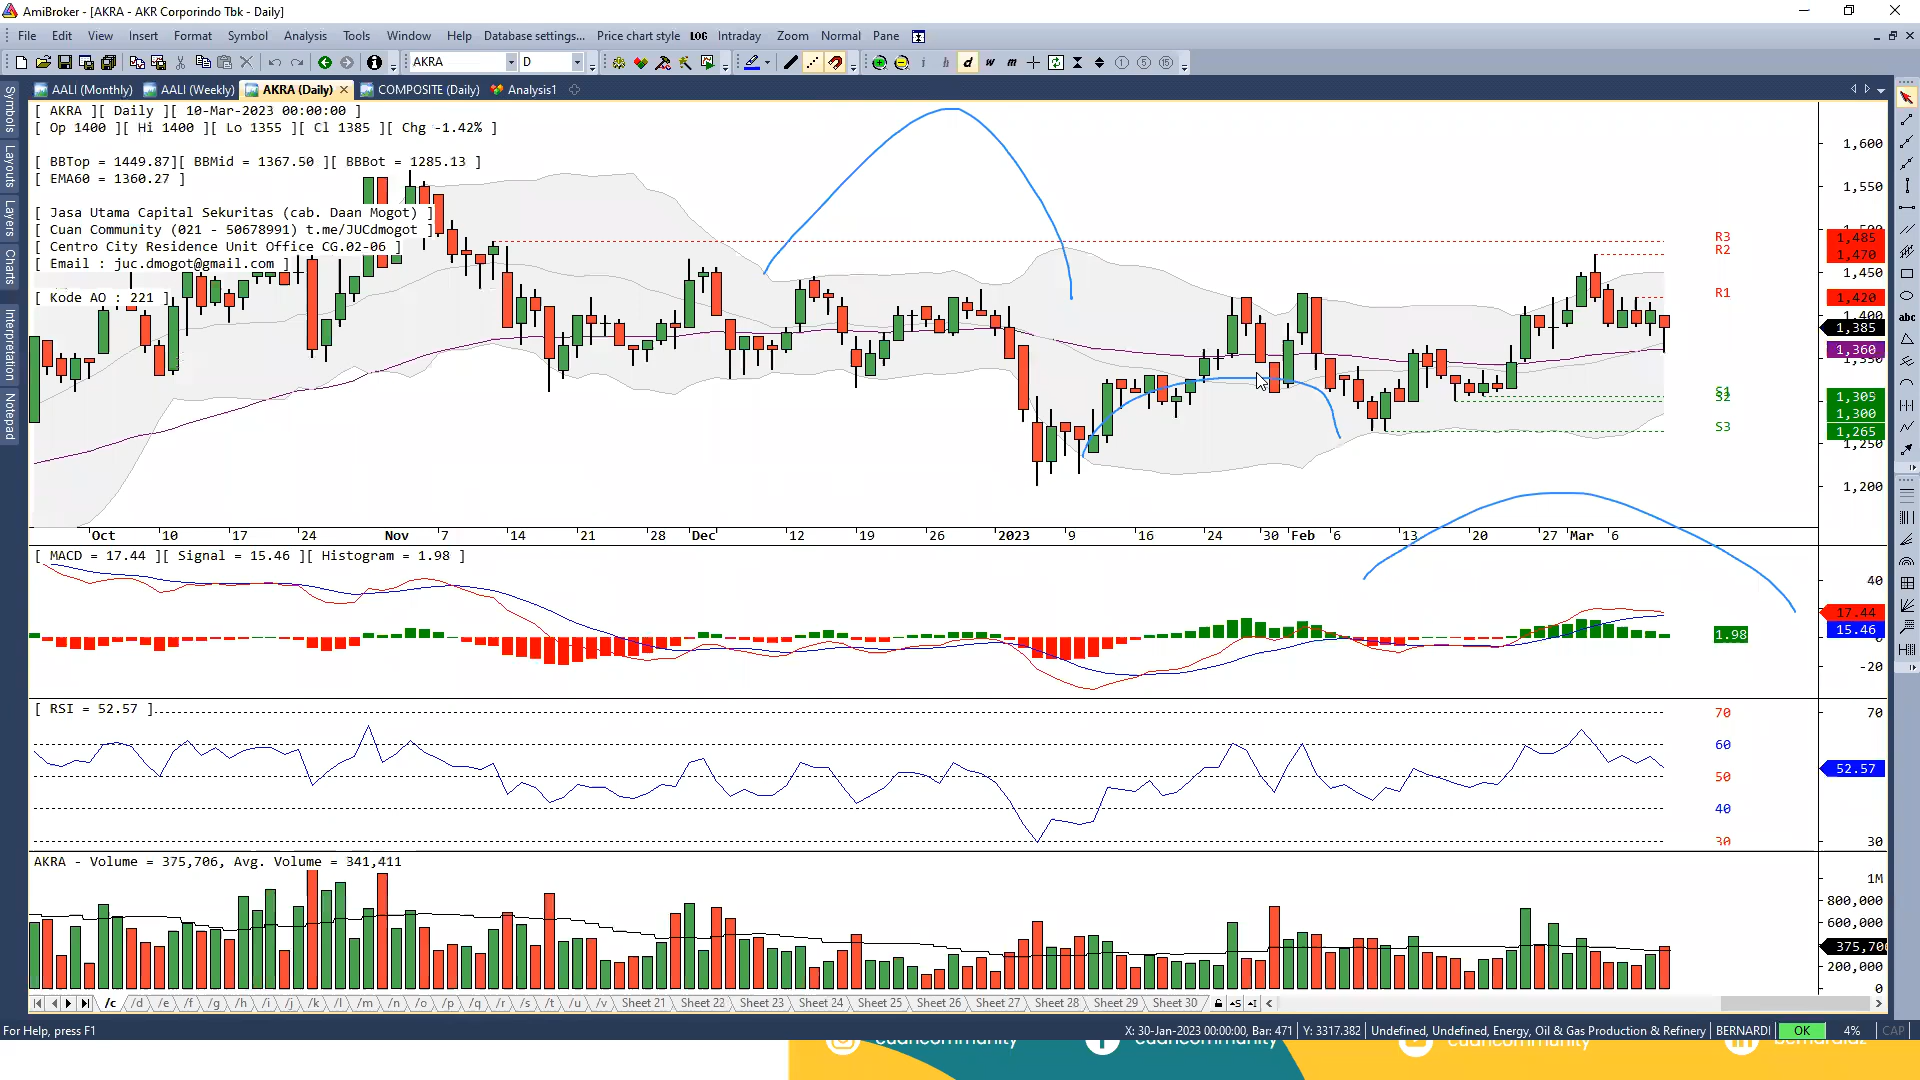 AmiBroker - [AKRA - AKR Corporindo Tbk - Daily]
File Edit View Insert Format Symbol Analysis Tools Window Help Database settings... Price chart style LOG Intraday Zoom Normal Pane
AKRA D i h d w m
AALI (Monthly) AALI (Weekly) AKRA (Daily) COMPOSITE (Daily) Analysis1
Symbols
Layouts
Layers
Charts
Interpretation
Notepad
abc
[ AKRA ][ Daily ][ 10-Mar-2023 00:00:00 ]
[ Op 1400 ][ Hi 1400 ][ Lo 1355 ][ Cl 1385 ][ Chg -1.42% ]
[ BBTop = 1449.87][ BBMid = 1367.50 ][ BBBot = 1285.13 ]
[ EMA60 = 1360.27 ]
[ Jasa Utama Capital Sekuritas (cab. Daan Mogot) ]
[ Cuan Community (021 - 50678991) t.me/JUCdmogot ]
[ Centro City Residence Unit Office CG.02-06 ]
[ Email : juc.dmogot@gmail.com ]
[ Kode AO : 221 ]
1,600
1,550
R3 1,485
R2 1,470
1,450
R1 1,420
1,400
1,385
1,360
S1 1,305
S2 1,300
S3 1,265
1,250
1,200
Oct 10 17 24 Nov 7 14 21 28 Dec 12 19 26 2023 9 16 24 30 Feb 6 13 20 27 Mar 6
[ MACD = 17.44 ][ Signal = 15.46 ][ Histogram = 1.98 ]
40
17.44
15.46
1.98
-20
[ RSI = 52.57 ]
70 70
60
52.57
50
40
30 30
AKRA - Volume = 375,706, Avg. Volume = 341,411
1M
800,000
600,000
375,706
200,000
0
/c /d /e /f /g /h /i /j /k /l /m /n /o /p /q /r /s /t /u /v Sheet 21 Sheet 22 Sheet 23 Sheet 24 Sheet 25 Sheet 26 Sheet 27 Sheet 28 Sheet 29 Sheet 30
For Help, press F1 X: 30-Jan-2023 00:00:00, Bar: 471 Y: 3317.382 Undefined, Undefined, Energy, Oil & Gas Production & Refinery BERNARDI OK 4% CAP
cuancommunity cuancommunity cuancommunity